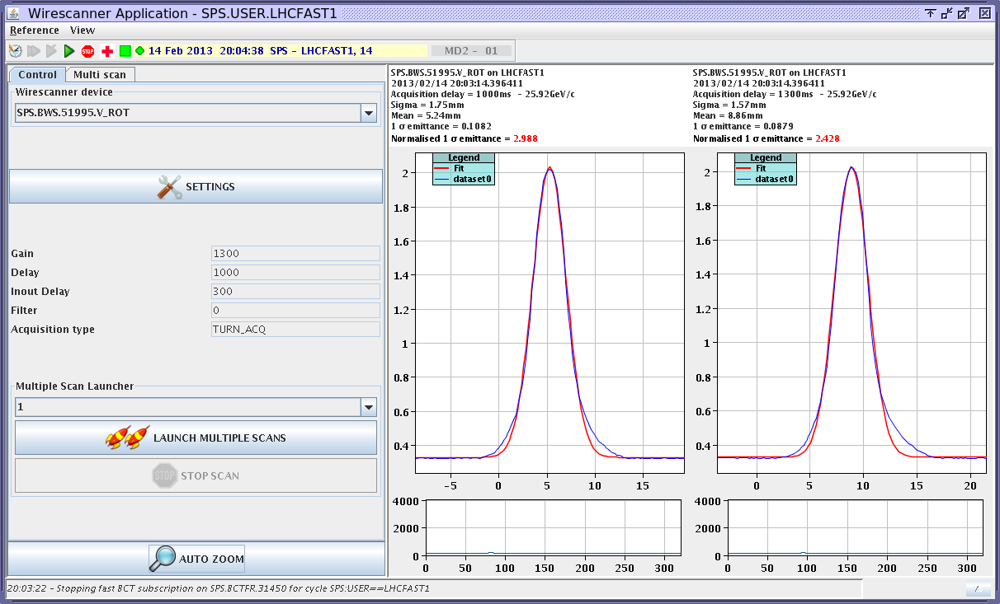 Wirescanner Application - SPS.USER.LHCFAST1
Reference View
STOP 14 Feb 2013 20:04:38 SPS - LHCFAST1, 14 MD2 - 01
Control Multi scan
Wirescanner device
SPS.BWS.51995.V_ROT
SETTINGS
Gain 1300
Delay 1000
Inout Delay 300
Filter 0
Acquisition type TURN_ACQ
Multiple Scan Launcher
1
LAUNCH MULTIPLE SCANS
STOP STOP SCAN
AUTO ZOOM
SPS.BWS.51995.V_ROT on LHCFAST1
2013/02/14 20:03:14.396411
Acquisition delay = 1000ms - 25.92GeV/c
Sigma = 1.75mm
Mean = 5.24mm
1 σ emittance = 0.1082
Normalised 1 σ emittance = 2.988
Legend
Fit
dataset0
2
1.8
1.6
1.4
1.2
1
0.8
0.6
0.4
-5 0 5 10 15
4000
2000
0
0 50 100 150 200 250 300
SPS.BWS.51995.V_ROT on LHCFAST1
2013/02/14 20:03:14.396411
Acquisition delay = 1300ms - 25.92GeV/c
Sigma = 1.57mm
Mean = 8.86mm
1 σ emittance = 0.0879
Normalised 1 σ emittance = 2.428
Legend
Fit
dataset0
2
1.8
1.6
1.4
1.2
1
0.8
0.6
0.4
0 5 10 15 20
4000
2000
0
0 50 100 150 200 250 300
20:03:22 - Stopping fast BCT subscription on SPS.BCTFR.31450 for cycle SPS:USER==LHCFAST1
/